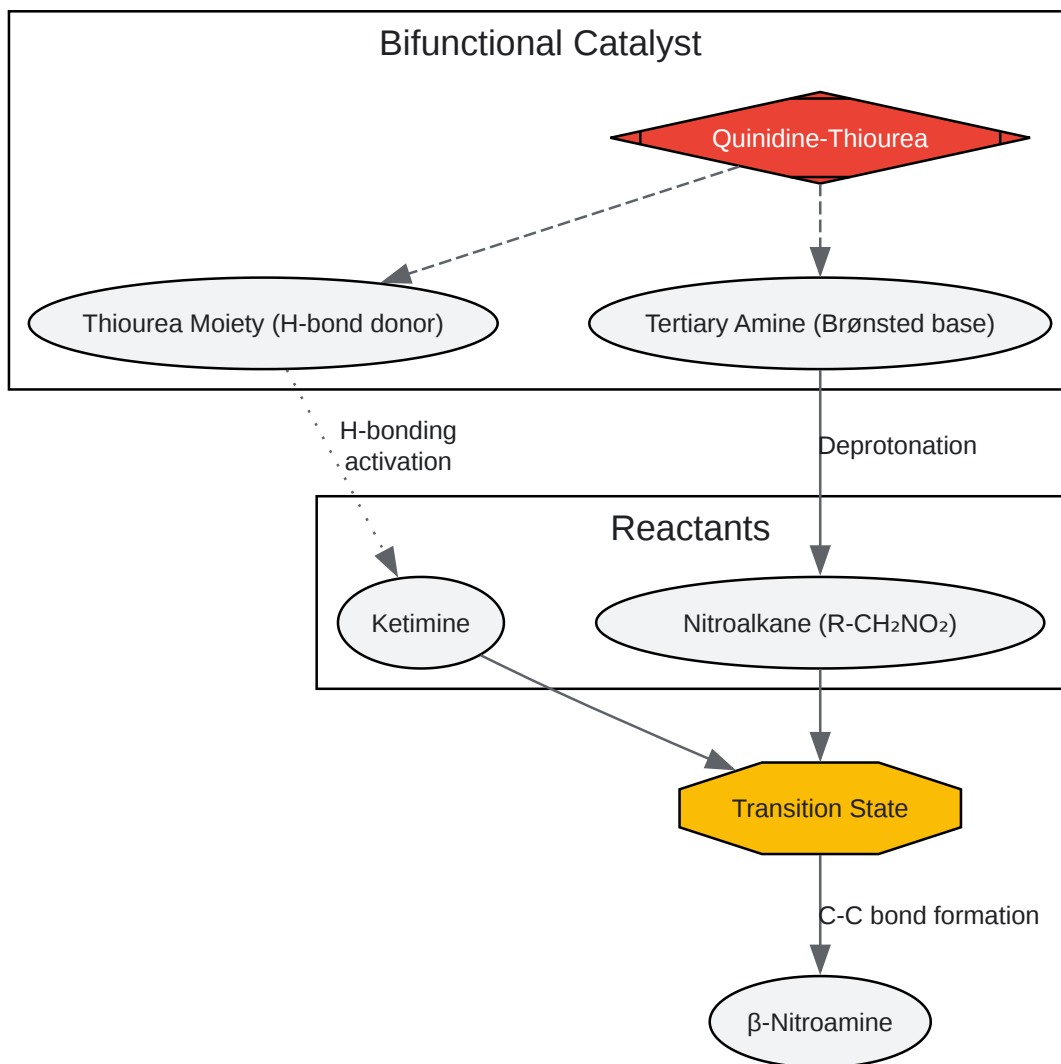 Bifunctional Catalyst
Quinidine-Thiourea
Thiourea Moiety (H-bond donor)
Tertiary Amine (Brønsted base)
H-bonding
activation
Deprotonation
Reactants
Ketimine
Nitroalkane (R-CH₂NO₂)
Transition State
C-C bond formation
β-Nitroamine